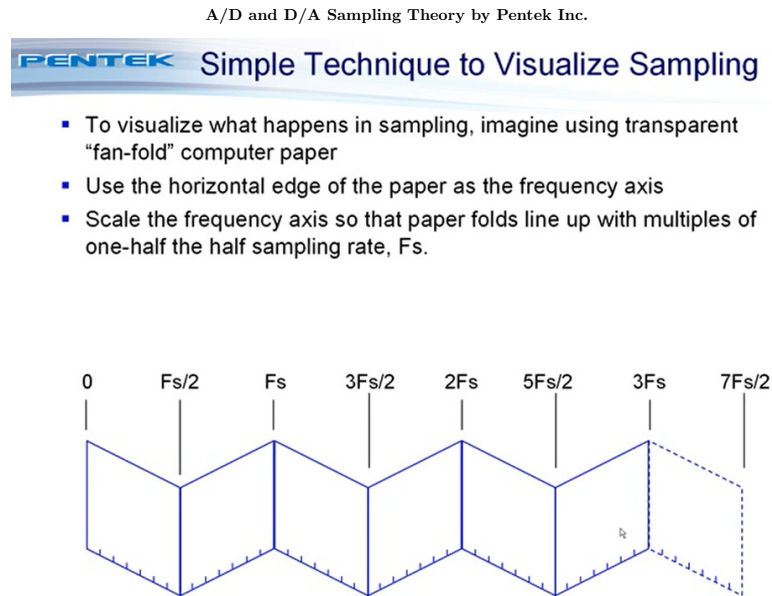 A/D and D/A Sampling Theory by Pentek Inc.
PENTEK Simple Technique to Visualize Sampling
To visualize what happens in sampling, imagine using transparent
“fan-fold” computer paper
Use the horizontal edge of the paper as the frequency axis
Scale the frequency axis so that paper folds line up with multiples of
one-half the half sampling rate, Fs.
0 Fs/2 Fs 3Fs/2 2Fs 5Fs/2 3Fs 7Fs/2